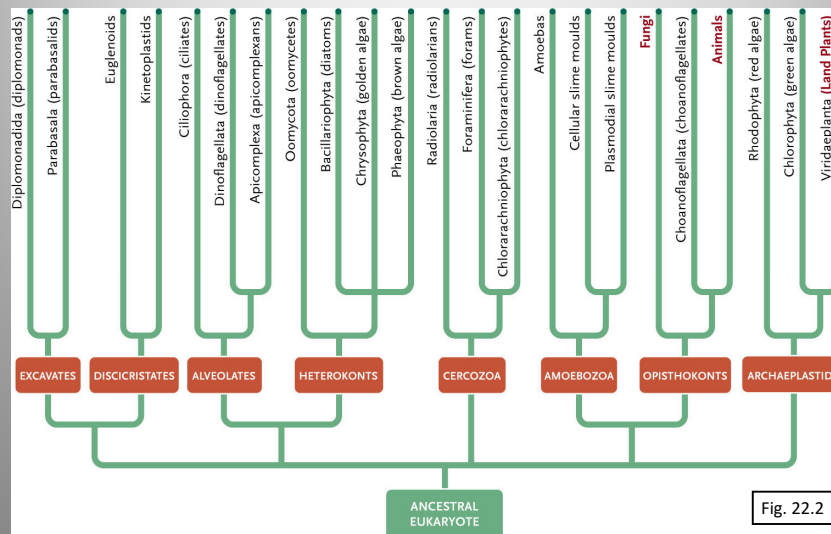 Diplomonadida (diplomonads)
Parabasala (parabasalids)
Euglenoids
Kinetoplastids
Ciliophora (ciliates)
Dinoflagellata (dinoflagellates)
Apicomplexa (apicomplexans)
Oomycota (oomycetes)
Bacillariophyta (diatoms)
Chrysophyta (golden algae)
Phaeophyta (brown algae)
Radiolaria (radiolarians)
Foraminifera (forams)
Chlorarachniophyta (chlorarachniophytes)
Amoebas
Cellular slime moulds
Plasmodial slime moulds
Fungi
Choanoflagellata (choanoflagellates)
Animals
Rhodophyta (red algae)
Chlorophyta (green algae)
Viridaeplanta (Land Plants)
EXCAVATES
DISCICRISTATES
ALVEOLATES
HETEROKONTS
CERCOZOA
AMOEBOZOA
OPISTHOKONTS
ARCHAEPLASTID
ANCESTRAL
EUKARYOTE
Fig. 22.2